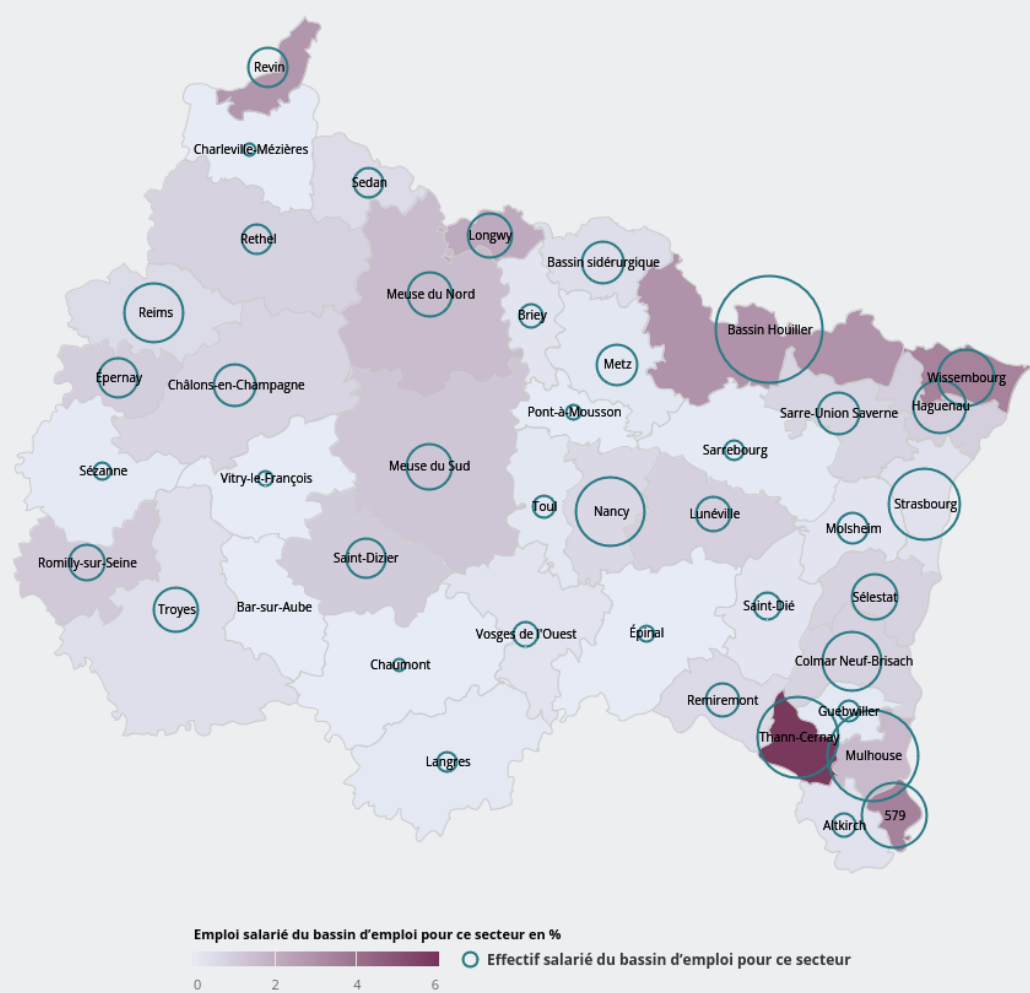 Revin
Charleville-Mézières
Sedan
Rethel
Longwy
Bassin sidérurgique
Meuse du Nord
Reims
Briey
Bassin Houiller
Metz
Épernay
Châlons-en-Champagne
Wissembourg
Haguenau
Pont-à-Mousson
Sarre-Union Saverne
Sarrebourg
Sézanne
Vitry-le-François
Meuse du Sud
Toul
Nancy
Lunéville
Strasbourg
Molsheim
Romilly-sur-Seine
Saint-Dizier
Troyes
Bar-sur-Aube
Saint-Dié
Sélestat
Vosges de l'Ouest
Épinal
Chaumont
Colmar Neuf-Brisach
Remiremont
Guebwiller
Thann-Cernay
Mulhouse
Langres
Altkirch
579
Emploi salarié du bassin d’emploi pour ce secteur en %
0 2 4 6
Effectif salarié du bassin d’emploi pour ce secteur